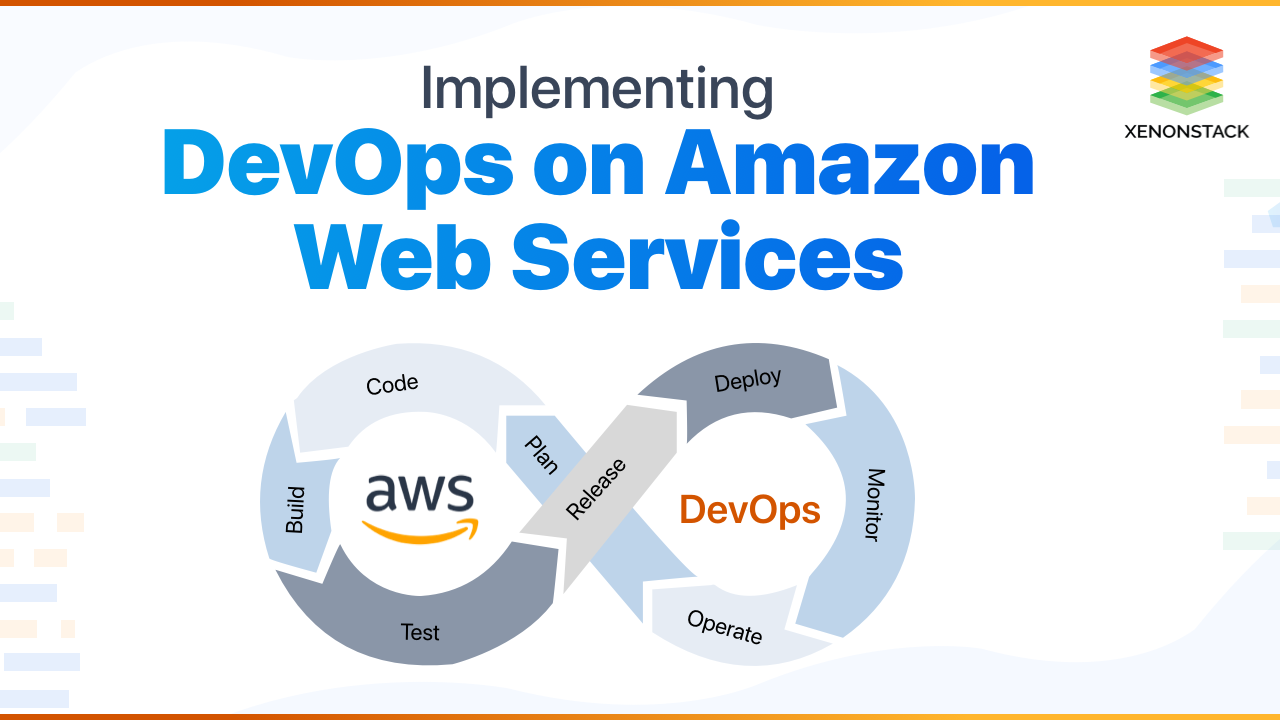 Implementing
DevOps on Amazon
Web Services
XENONSTACK
Code
Plan
Release
Deploy
Build
aws
DevOps
Monitor
Test
Operate